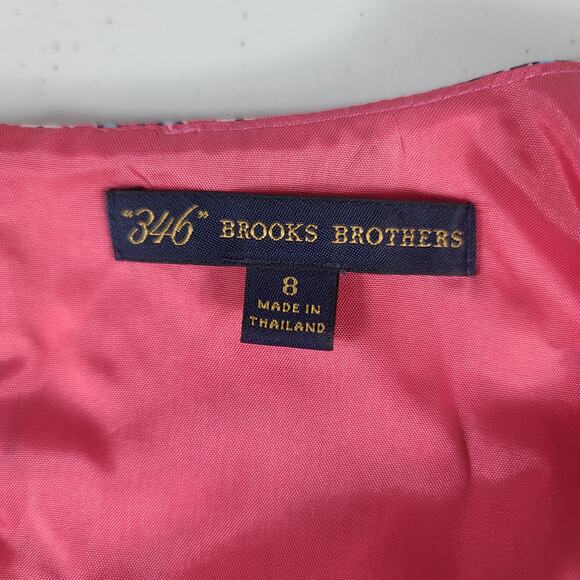 "346" BROOKS BROTHERS
8
MADE IN
THAILAND